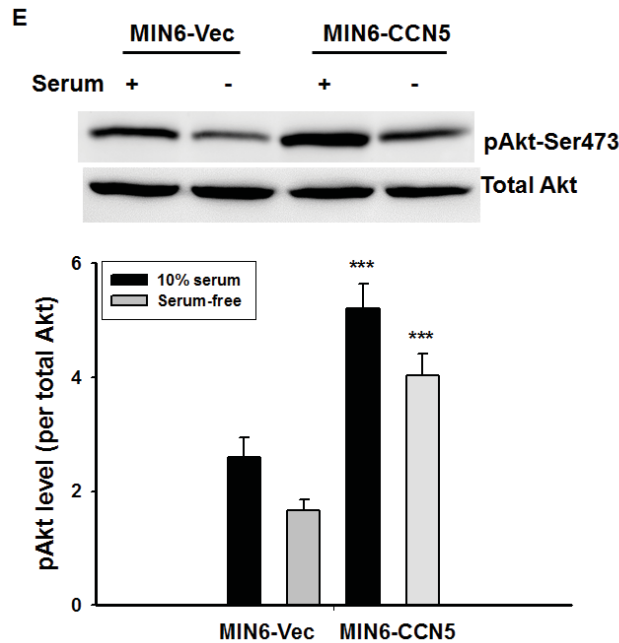 E
MIN6-Vec MIN6-CCN5
Serum + - + -
pAkt-Ser473
Total Akt
pAkt level (per total Akt)
6
4
2
0
10% serum
Serum-free
***
***
MIN6-Vec MIN6-CCN5